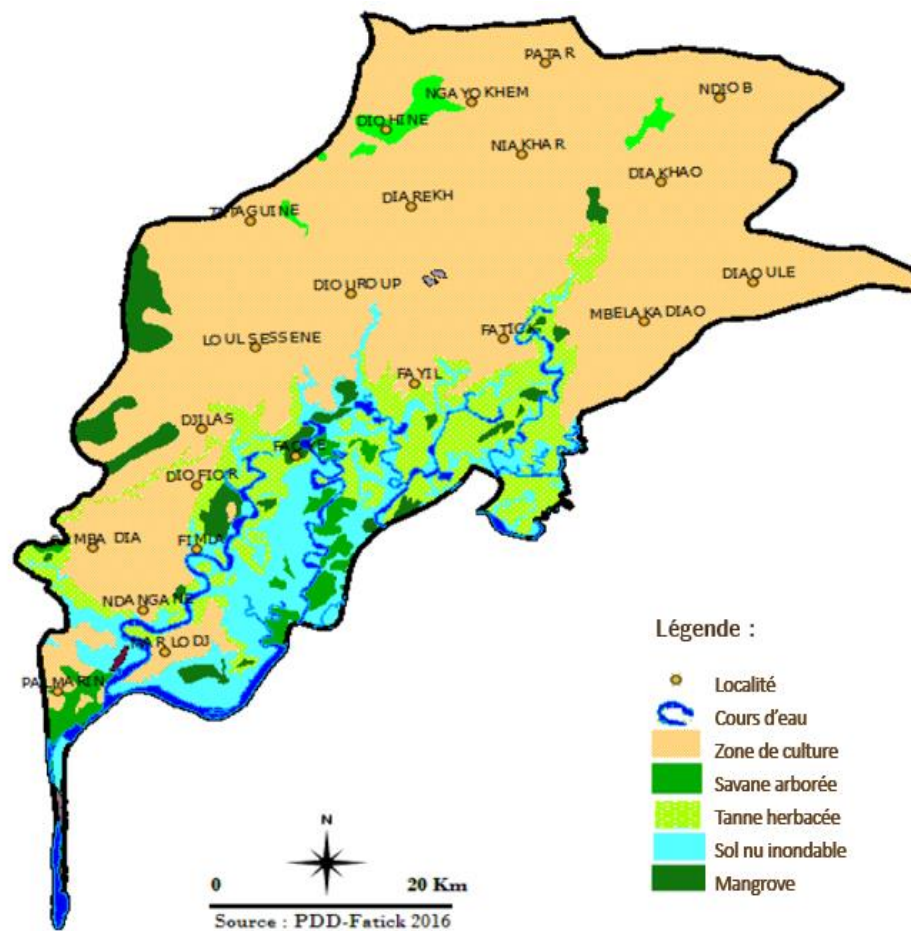 PATAR
NGAYOKHEM
NDIOB
DIOHINE
NIAKHAR
DIAKHAO
DIAREKH
DIAOULE
DIOUROUP
MBELAKADIAO
LOULSESSENE
FAYIL
DJILAS
DIOFIOR
FIMLA
NDANGANE
MARLODJ
PALMARIN
Légende :
Localité
Cours d'eau
Zone de culture
Savane arborée
Tanne herbacée
Sol nu inondable
Mangrove
N
0 20 Km
Source : PDD-Fatick 2016